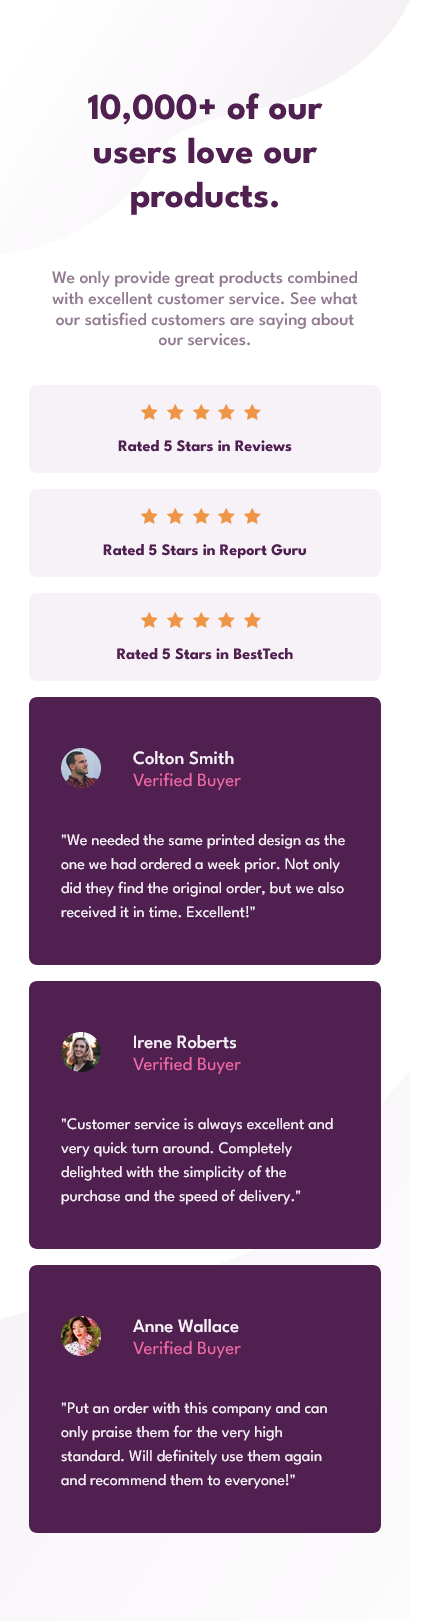 10,000+ of our
users love our
products.
We only provide great products combined
with excellent customer service. See what
our satisfied customers are saying about
our services.
Rated 5 Stars in Reviews
Rated 5 Stars in Report Guru
Rated 5 Stars in BestTech
Colton Smith
Verified Buyer
"We needed the same printed design as the
one we had ordered a week prior. Not only
did they find the original order, but we also
received it in time. Excellent!"
Irene Roberts
Verified Buyer
"Customer service is always excellent and
very quick turn around. Completely
delighted with the simplicity of the
purchase and the speed of delivery."
Anne Wallace
Verified Buyer
"Put an order with this company and can
only praise them for the very high
standard. Will definitely use them again
and recommend them to everyone!"